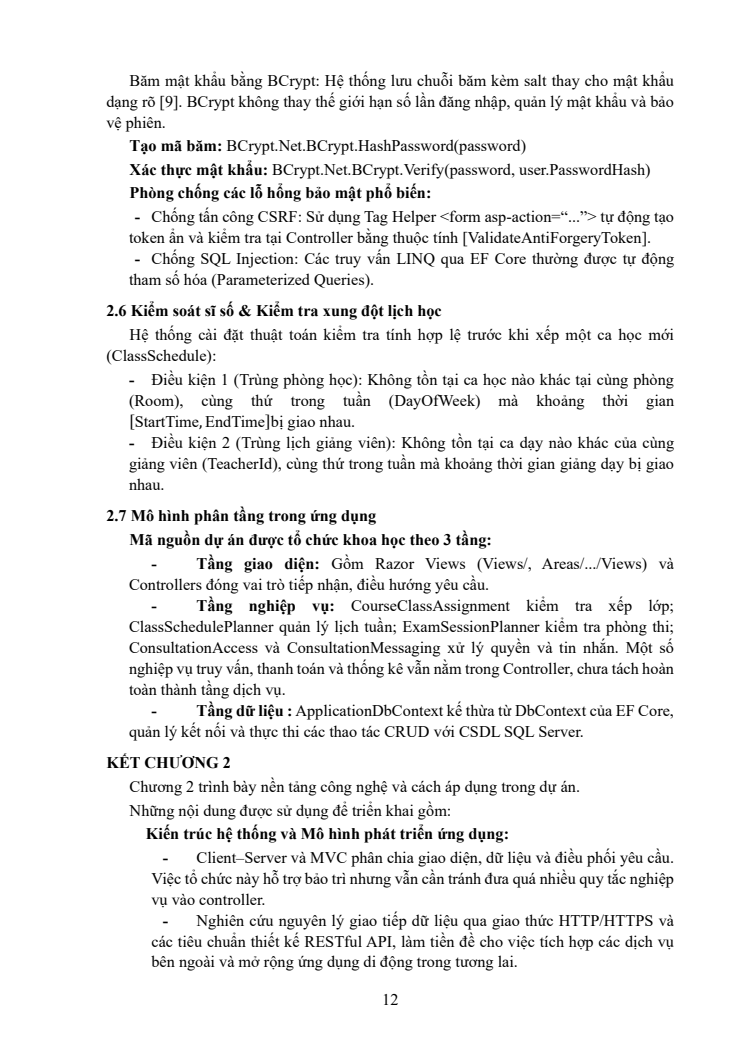 Băm mật khẩu bằng BCrypt: Hệ thống lưu chuỗi băm kèm salt thay cho mật khẩu
dạng rõ [9]. BCrypt không thay thế giới hạn số lần đăng nhập, quản lý mật khẩu và bảo
vệ phiên.
Tạo mã băm: BCrypt.Net.BCrypt.HashPassword(password)
Xác thực mật khẩu: BCrypt.Net.BCrypt.Verify(password, user.PasswordHash)
Phòng chống các lỗ hổng bảo mật phổ biến:
- Chống tấn công CSRF: Sử dụng Tag Helper <form asp-action=“...”> tự động tạo
token ẩn và kiểm tra tại Controller bằng thuộc tính [ValidateAntiForgeryToken].
- Chống SQL Injection: Các truy vấn LINQ qua EF Core thường được tự động
tham số hóa (Parameterized Queries).
2.6 Kiểm soát sĩ số & Kiểm tra xung đột lịch học
Hệ thống cài đặt thuật toán kiểm tra tính hợp lệ trước khi xếp một ca học mới
(ClassSchedule):
- Điều kiện 1 (Trùng phòng học): Không tồn tại ca học nào khác tại cùng phòng
(Room), cùng thứ trong tuần (DayOfWeek) mà khoảng thời gian
[StartTime, EndTime]bị giao nhau.
- Điều kiện 2 (Trùng lịch giảng viên): Không tồn tại ca dạy nào khác của cùng
giảng viên (TeacherId), cùng thứ trong tuần mà khoảng thời gian giảng dạy bị giao
nhau.
2.7 Mô hình phân tầng trong ứng dụng
Mã nguồn dự án được tổ chức khoa học theo 3 tầng:
- Tầng giao diện: Gồm Razor Views (Views/, Areas/.../Views) và
Controllers đóng vai trò tiếp nhận, điều hướng yêu cầu.
- Tầng nghiệp vụ: CourseClassAssignment kiểm tra xếp lớp;
ClassSchedulePlanner quản lý lịch tuần; ExamSessionPlanner kiểm tra phòng thi;
ConsultationAccess và ConsultationMessaging xử lý quyền và tin nhắn. Một số
nghiệp vụ truy vấn, thanh toán và thống kê vẫn nằm trong Controller, chưa tách hoàn
toàn thành tầng dịch vụ.
- Tầng dữ liệu : ApplicationDbContext kế thừa từ DbContext của EF Core,
quản lý kết nối và thực thi các thao tác CRUD với CSDL SQL Server.
KẾT CHƯƠNG 2
Chương 2 trình bày nền tảng công nghệ và cách áp dụng trong dự án.
Những nội dung được sử dụng để triển khai gồm:
Kiến trúc hệ thống và Mô hình phát triển ứng dụng:
- Client–Server và MVC phân chia giao diện, dữ liệu và điều phối yêu cầu.
Việc tổ chức này hỗ trợ bảo trì nhưng vẫn cần tránh đưa quá nhiều quy tắc nghiệp
vụ vào controller.
- Nghiên cứu nguyên lý giao tiếp dữ liệu qua giao thức HTTP/HTTPS và
các tiêu chuẩn thiết kế RESTful API, làm tiền đề cho việc tích hợp các dịch vụ
bên ngoài và mở rộng ứng dụng di động trong tương lai.
12